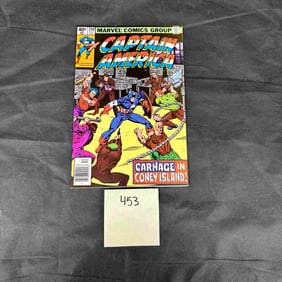 MARVEL COMICS GROUP
CAPTAIN
AMERICA
CARNAGE IN
CONEY ISLAND!
453